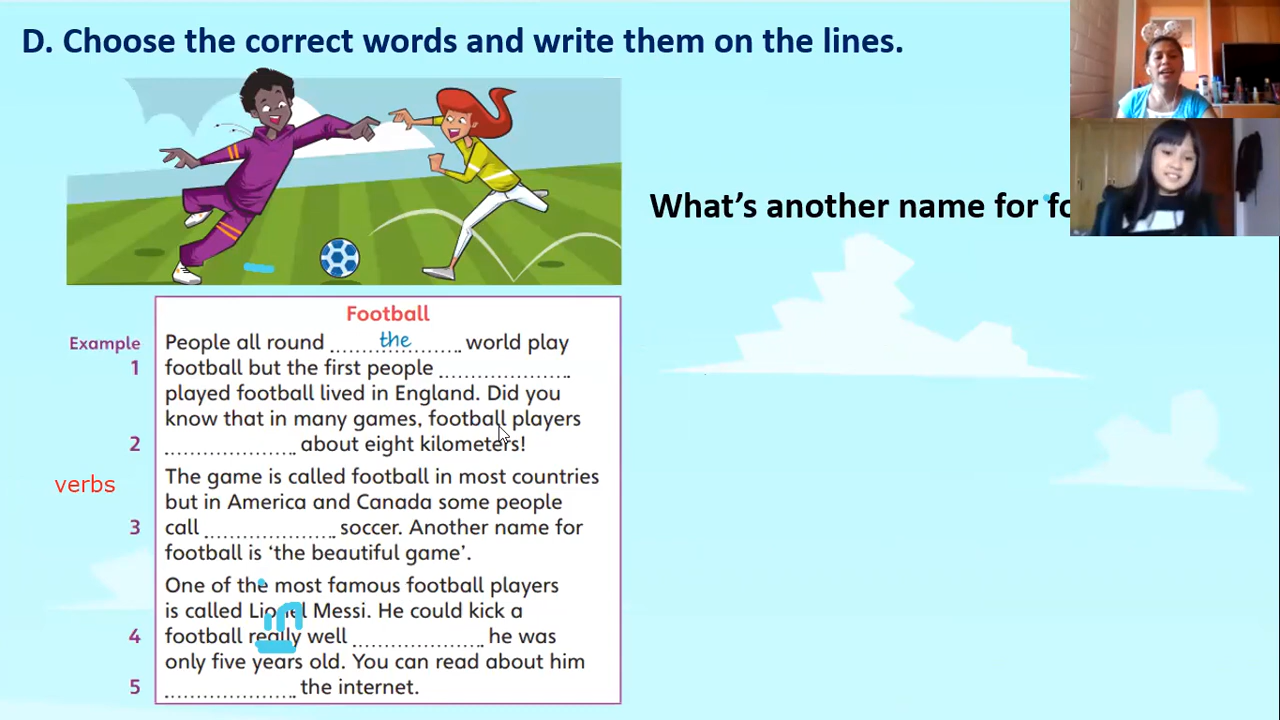 D. Choose the correct words and write them on the lines.
What's another name for fo
Football
Example People all round the world play
1 football but the first people
played football lived in England. Did you
know that in many games, football players
2 about eight kilometers!
verbs
The game is called football in most countries
but in America and Canada some people
3 call soccer. Another name for
football is 'the beautiful game'.
One of the most famous football players
is called Lionel Messi. He could kick a
4 football really well he was
only five years old. You can read about him
5 the internet.